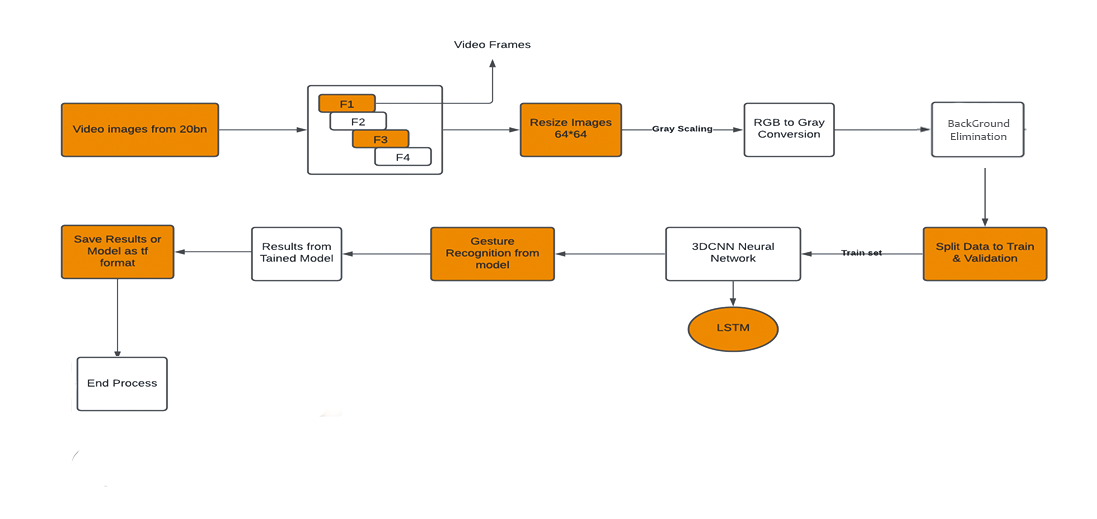 Video Frames
Video images from 20bn
F1
F2
F3
F4
Resize Images
64*64
Gray Scaling
RGB to Gray
Conversion
BackGround
Elimination
Save Results or
Model as tf
format
Results from
Tained Model
Gesture
Recognition from
model
3DCNN Neural
Network
Train set
Split Data to Train
& Validation
LSTM
End Process